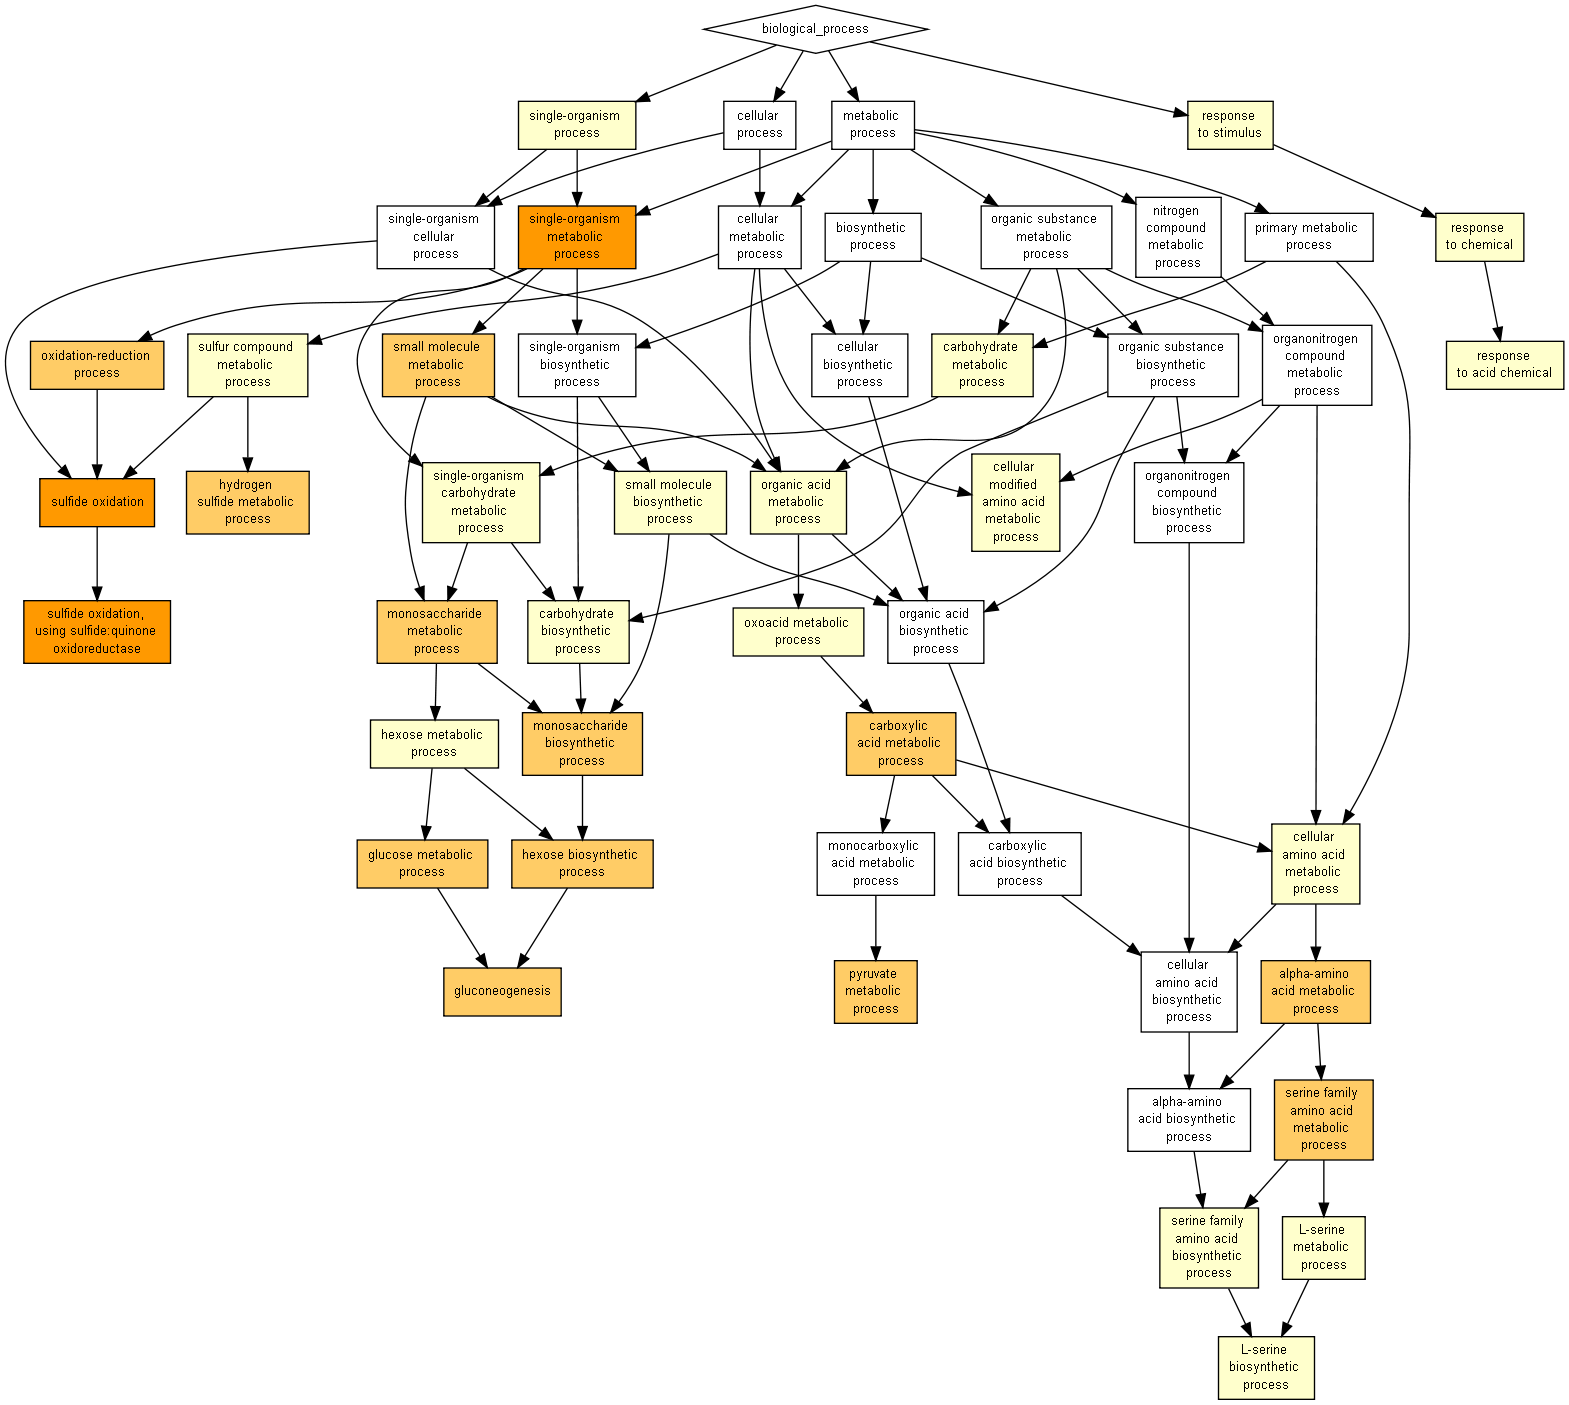 biological_process
single-organism
process
cellular
process
metabolic
process
response
to stimulus
single-organism
cellular
process
single-organism
metabolic
process
cellular
metabolic
process
biosynthetic
process
organic substance
metabolic
process
nitrogen
compound
metabolic
process
primary metabolic
process
response
to chemical
oxidation-reduction
process
sulfur compound
metabolic
process
small molecule
metabolic
process
single-organism
biosynthetic
process
cellular
biosynthetic
process
carbohydrate
metabolic
process
organic substance
biosynthetic
process
organonitrogen
compound
metabolic
process
response
to acid chemical
sulfide oxidation
hydrogen
sulfide metabolic
process
single-organism
carbohydrate
metabolic
process
small molecule
biosynthetic
process
organic acid
metabolic
process
cellular
modified
amino acid
metabolic
process
organonitrogen
compound
biosynthetic
process
sulfide oxidation,
using sulfide:quinone
oxidoreductase
monosaccharide
metabolic
process
carbohydrate
biosynthetic
process
oxoacid metabolic
process
organic acid
biosynthetic
process
hexose metabolic
process
monosaccharide
biosynthetic
process
carboxylic
acid metabolic
process
glucose metabolic
process
hexose biosynthetic
process
monocarboxylic
acid metabolic
process
carboxylic
acid biosynthetic
process
cellular
amino acid
metabolic
process
gluconeogenesis
pyruvate
metabolic
process
cellular
amino acid
biosynthetic
process
alpha-amino
acid metabolic
process
alpha-amino
acid biosynthetic
process
serine family
amino acid
metabolic
process
serine family
amino acid
biosynthetic
process
L-serine
metabolic
process
L-serine
biosynthetic
process